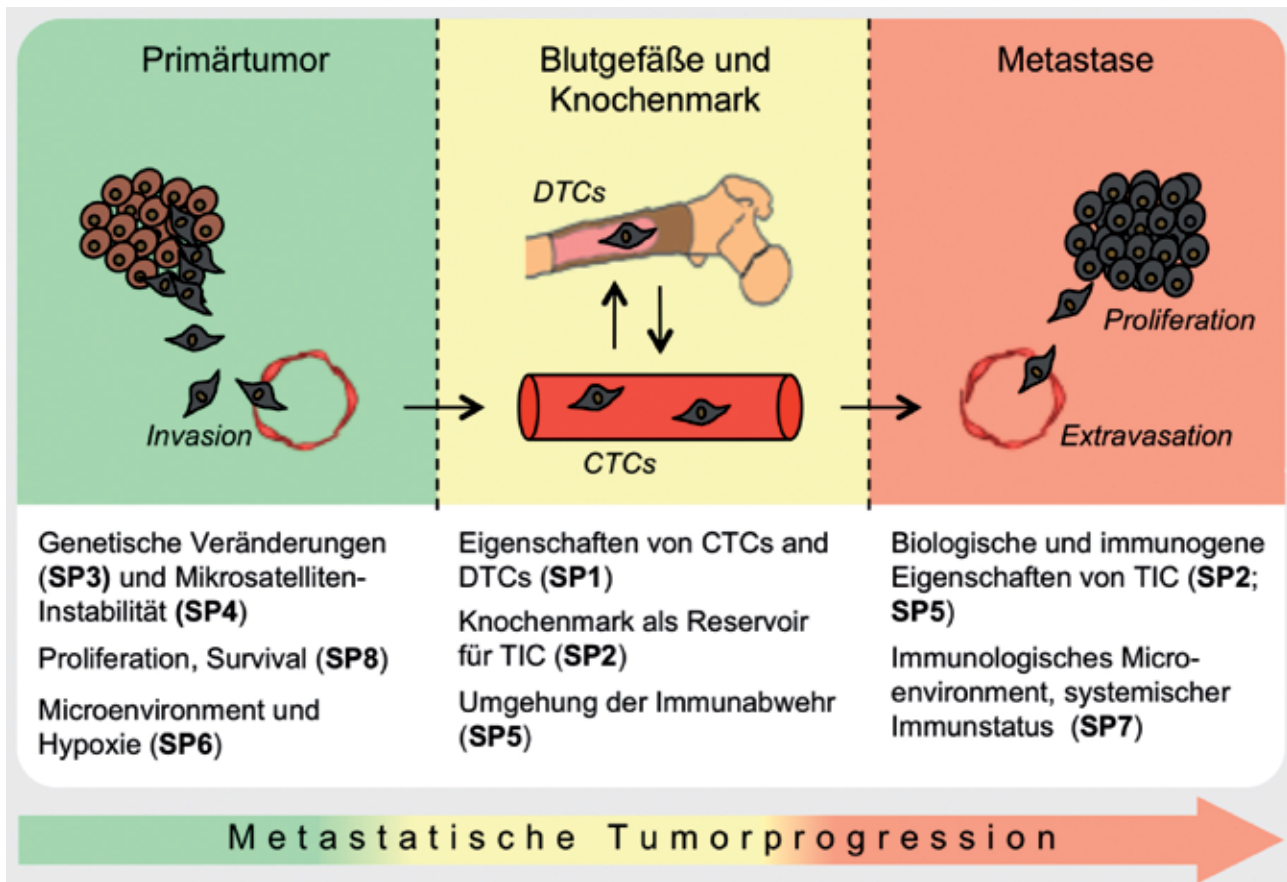 Primärtumor
Blutgefäße und
Knochenmark
Metastase
DTCs
Invasion
CTCs
Proliferation
Extravasation
Genetische Veränderungen
(SP3) und Mikrosatelliten-
Instabilität (SP4)
Proliferation, Survival (SP8)
Microenvironment und
Hypoxie (SP6)
Eigenschaften von CTCs and
DTCs (SP1)
Knochenmark als Reservoir
für TIC (SP2)
Umgehung der Immunabwehr
(SP5)
Biologische und immunogene
Eigenschaften von TIC (SP2;
SP5)
Immunologisches Micro-
environment, systemischer
Immunstatus (SP7)
Metastatische Tumorprogression